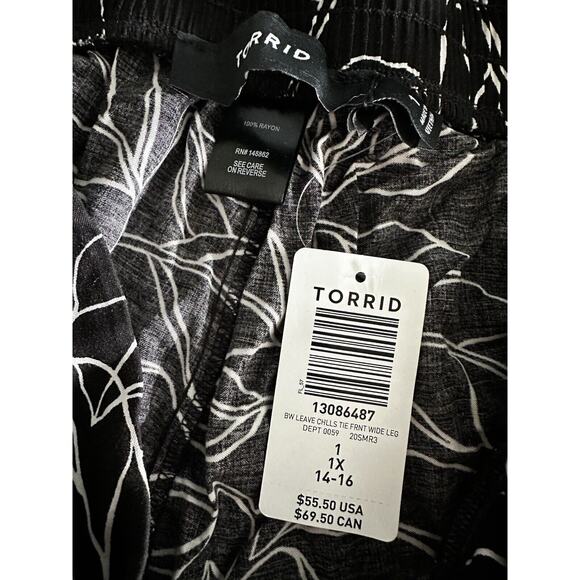 TORRID
100% RAYON
RN# 148862
SEE CARE
ON REVERSE
TORRID
FL_57
13086487
BW LEAVE CHLLS TIE FRNT WIDE LEG
DEPT 0059 20SMR3
1
1X
14-16
$55.50 USA
$69.50 CAN